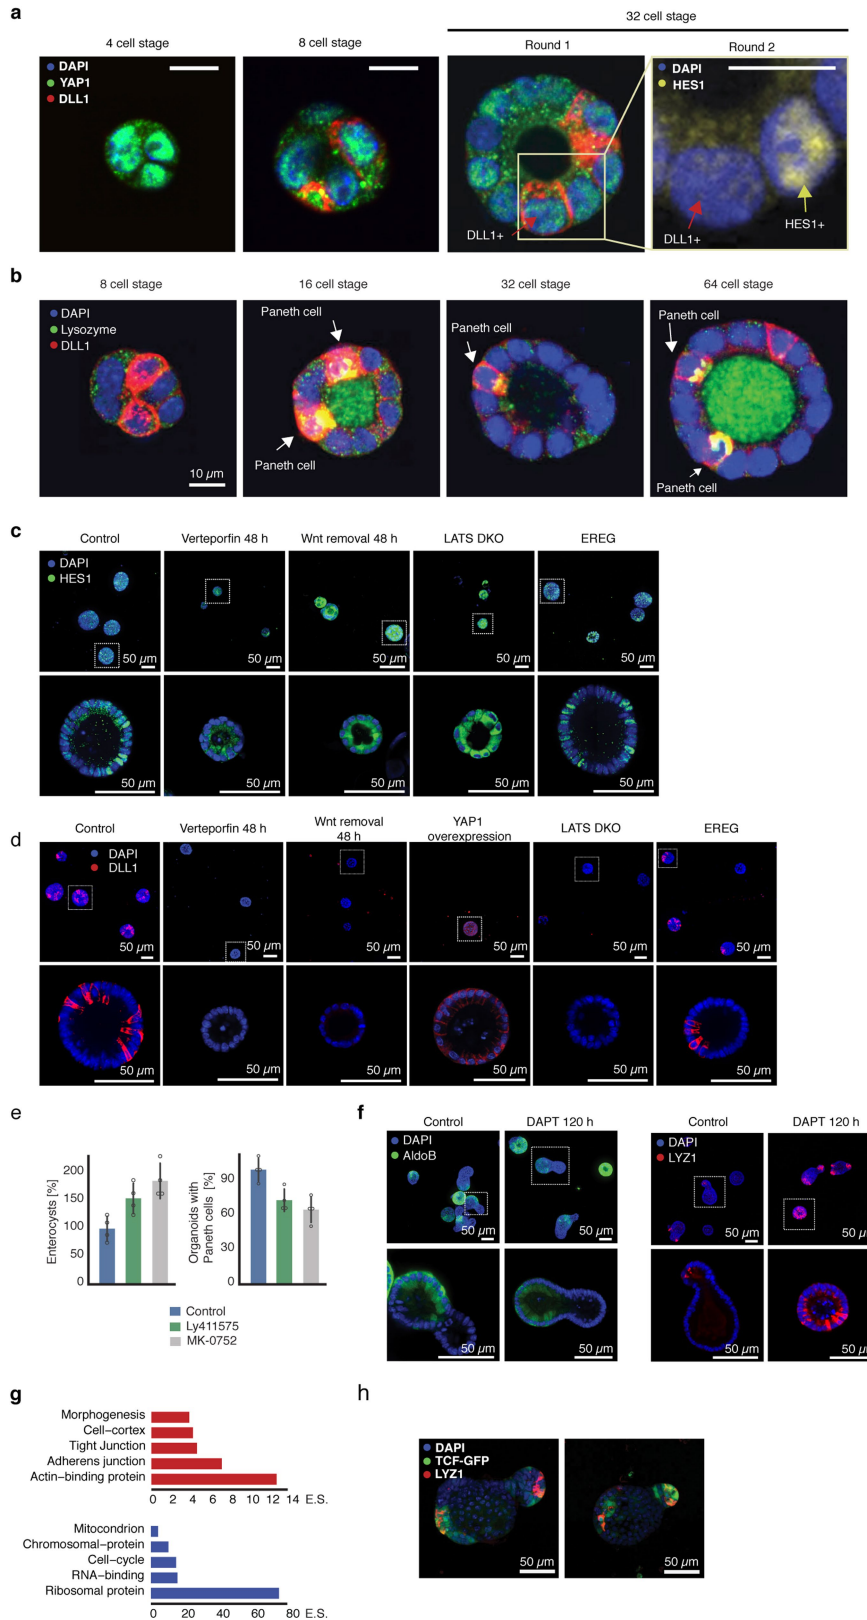 a
32 cell stage
4 cell stage
8 cell stage
Round 1
Round 2
DAPI
YAP1
DLL1
DAPI
HES1
DLL1+
DLL1+
HES1+
b
8 cell stage
16 cell stage
32 cell stage
64 cell stage
DAPI
Lysozyme
DLL1
Paneth cell
Paneth cell
Paneth cell
Paneth cell
Paneth cell
10 µm
c
Control
Verteporfin 48 h
Wnt removal 48 h
LATS DKO
EREG
DAPI
HES1
50 µm
50 µm
50 µm
50 µm
50 µm
50 µm
50 µm
50 µm
50 µm
50 µm
d
Control
Verteporfin 48 h
Wnt removal
48 h
YAP1
overexpression
LATS DKO
EREG
DAPI
DLL1
50 µm
50 µm
50 µm
50 µm
50 µm
50 µm
50 µm
50 µm
50 µm
50 µm
50 µm
50 µm
e
Enterocysts [%]
200
150
100
50
0
Organoids with
Paneth cells [%]
90
60
30
0
Control
Ly411575
MK-0752
f
Control
DAPT 120 h
Control
DAPT 120 h
DAPI
AldoB
DAPI
LYZ1
50 µm
50 µm
50 µm
50 µm
50 µm
50 µm
50 µm
50 µm
g
Morphogenesis
Cell-cortex
Tight Junction
Adherens junction
Actin-binding protein
0 2 4 6 8 10 12 14 E.S.
Mitocondrion
Chromosomal-protein
Cell-cycle
RNA-binding
Ribosomal protein
0 20 40 60 80 E.S.
h
DAPI
TCF-GFP
LYZ1
50 µm
50 µm